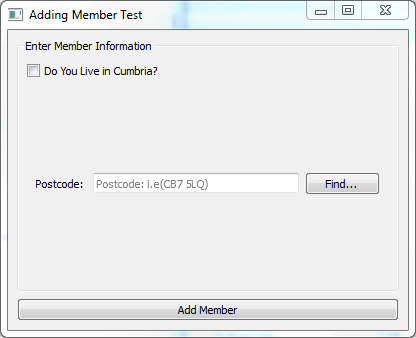 Adding Member Test
Enter Member Information
Do You Live in Cumbria?
Postcode: Postcode: i.e(CB7 5LQ) Find...
Add Member